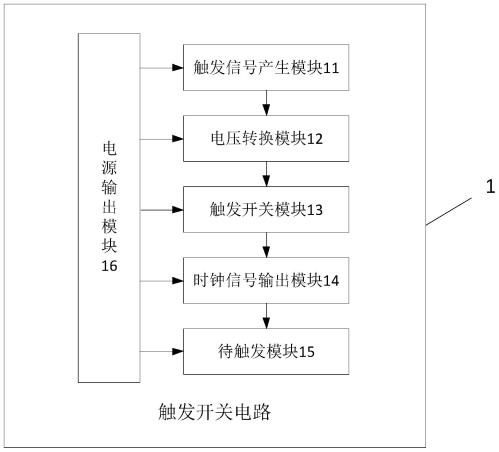 触发信号产生模块11
电压转换模块12
触发开关模块13
时钟信号输出模块14
待触发模块15
电源输出模块16
触发开关电路
1